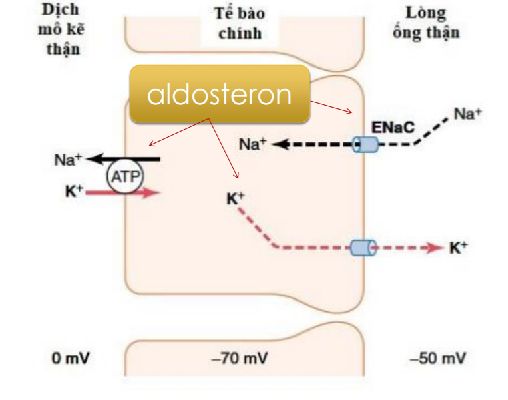 Dịch
mô kẽ
thận
Tế bào
chính
Lòng
ống thận
aldosteron
Na⁺
ENaC
Na⁺
Na⁺
ATP
K⁺
K⁺
K⁺
0 mV
–70 mV
–50 mV